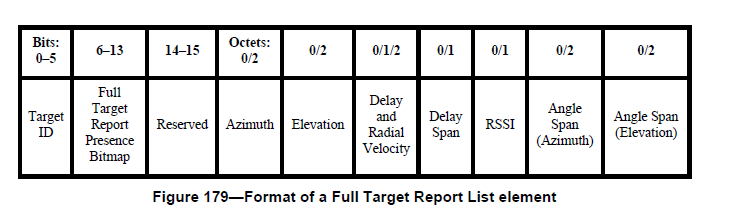 Bits: 0–5 6–13 14–15 Octets: 0/2 0/2 0/1/2 0/1 0/1 0/2 0/2
Target ID Full Target Report Presence Bitmap Reserved Azimuth Elevation Delay and Radial Velocity Delay Span RSSI Angle Span (Azimuth) Angle Span (Elevation)
Figure 179—Format of a Full Target Report List element